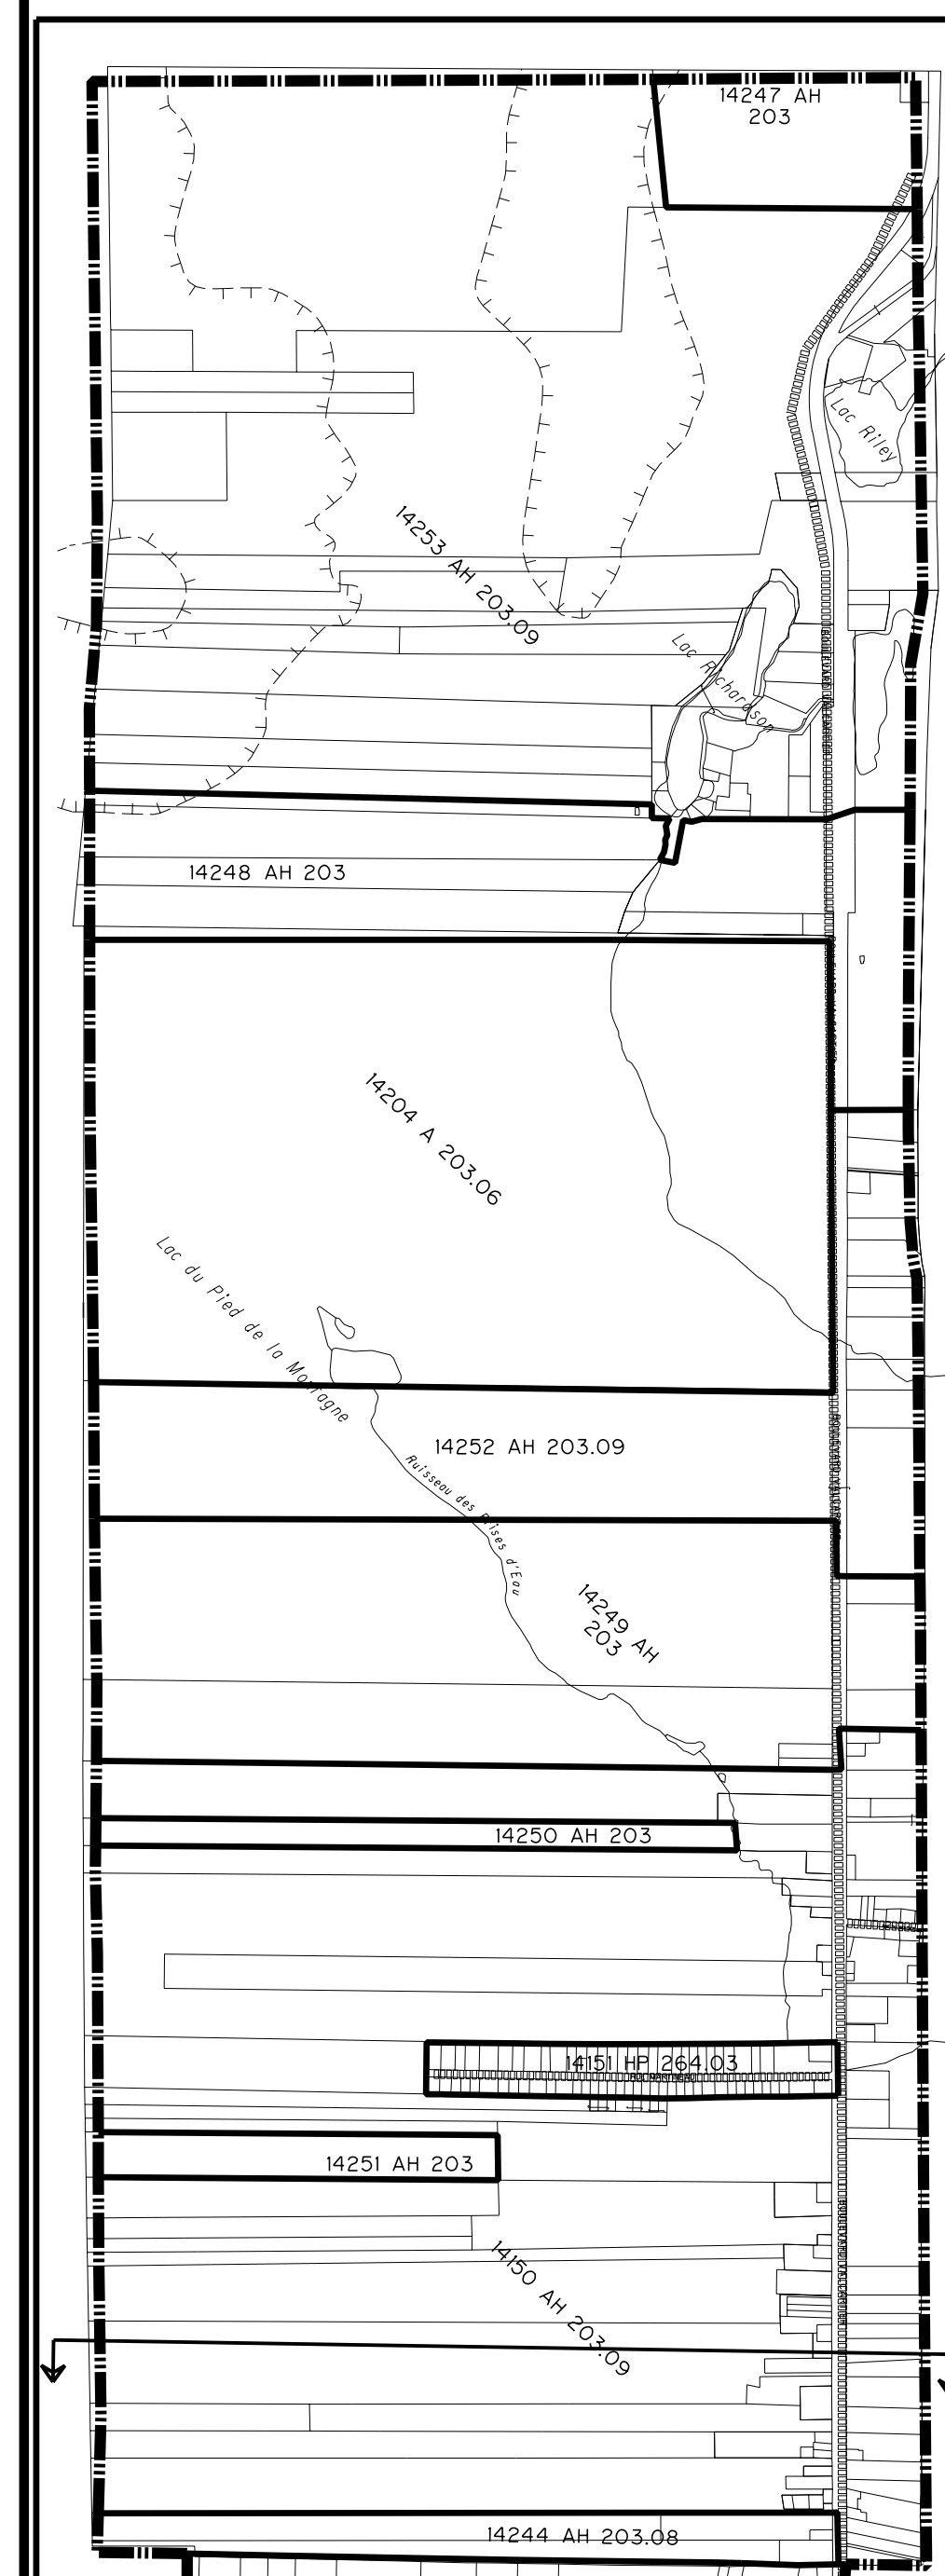 14247 AH
203
Lac Riley
14253 AH 203.09
Lac Richardson
14248 AH 203
14204 A 203.06
Lac du Pied de la Montagne
14252 AH 203.09
Ruisseau des Prises d'Eau
14249 AH
203
14250 AH 203
14151 HP 264.03
14251 AH 203
14150 AH 203.09
14244 AH 203.08